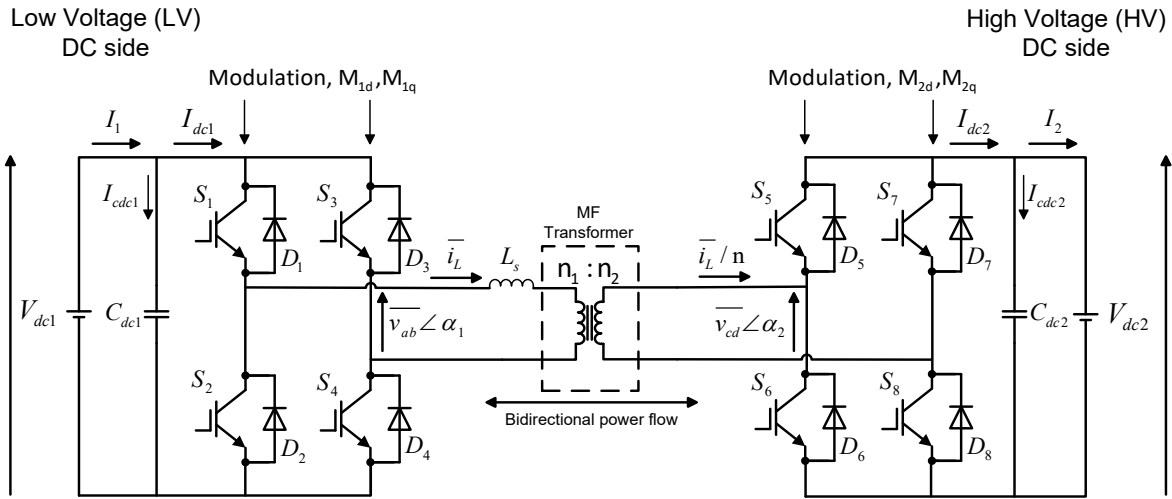 Low Voltage (LV)
DC side
High Voltage (HV)
DC side
Modulation, M1d,M1q
M2d,M2q
Modulation, M2d,M2q
I1
Idc1
Idc2
I2
Icdc1
S1
S3
S5
S7
Icdc2
MF
Transformer
D1
D3
D5
D7
iL
Ls
n1 : n2
iL / n
Vdc1
Cdc1
vab∠α1
vcd∠α2
Cdc2
Vdc2
S2
S4
S6
S8
Bidirectional power flow
D2
D4
D6
D8